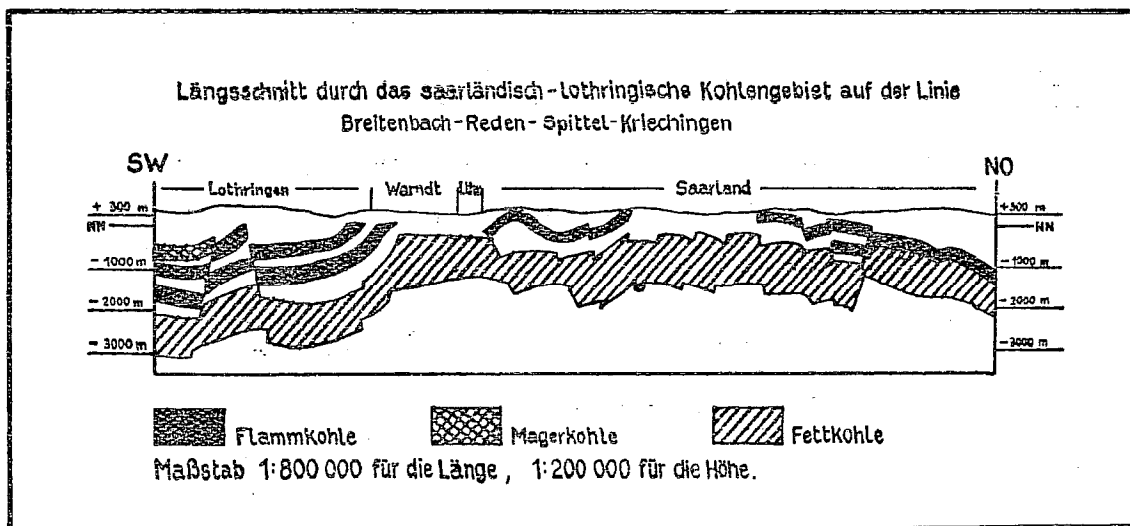 Längsschnitt durch das saarländisch-Lothringische Kohlengebiet auf der Linie
Breitenbach-Reden-Spittel-Kriechingen
SW NO
Lothringen Warndt Saarland
+ 300 m +300 m
NN NN
- 1000 m - 1000 m
- 2000 m - 2000 m
- 3000 m - 3000 m
Flammkohle Magerkohle Fettkohle
Maßstab 1:800 000 für die Länge, 1:200 000 für die Höhe.